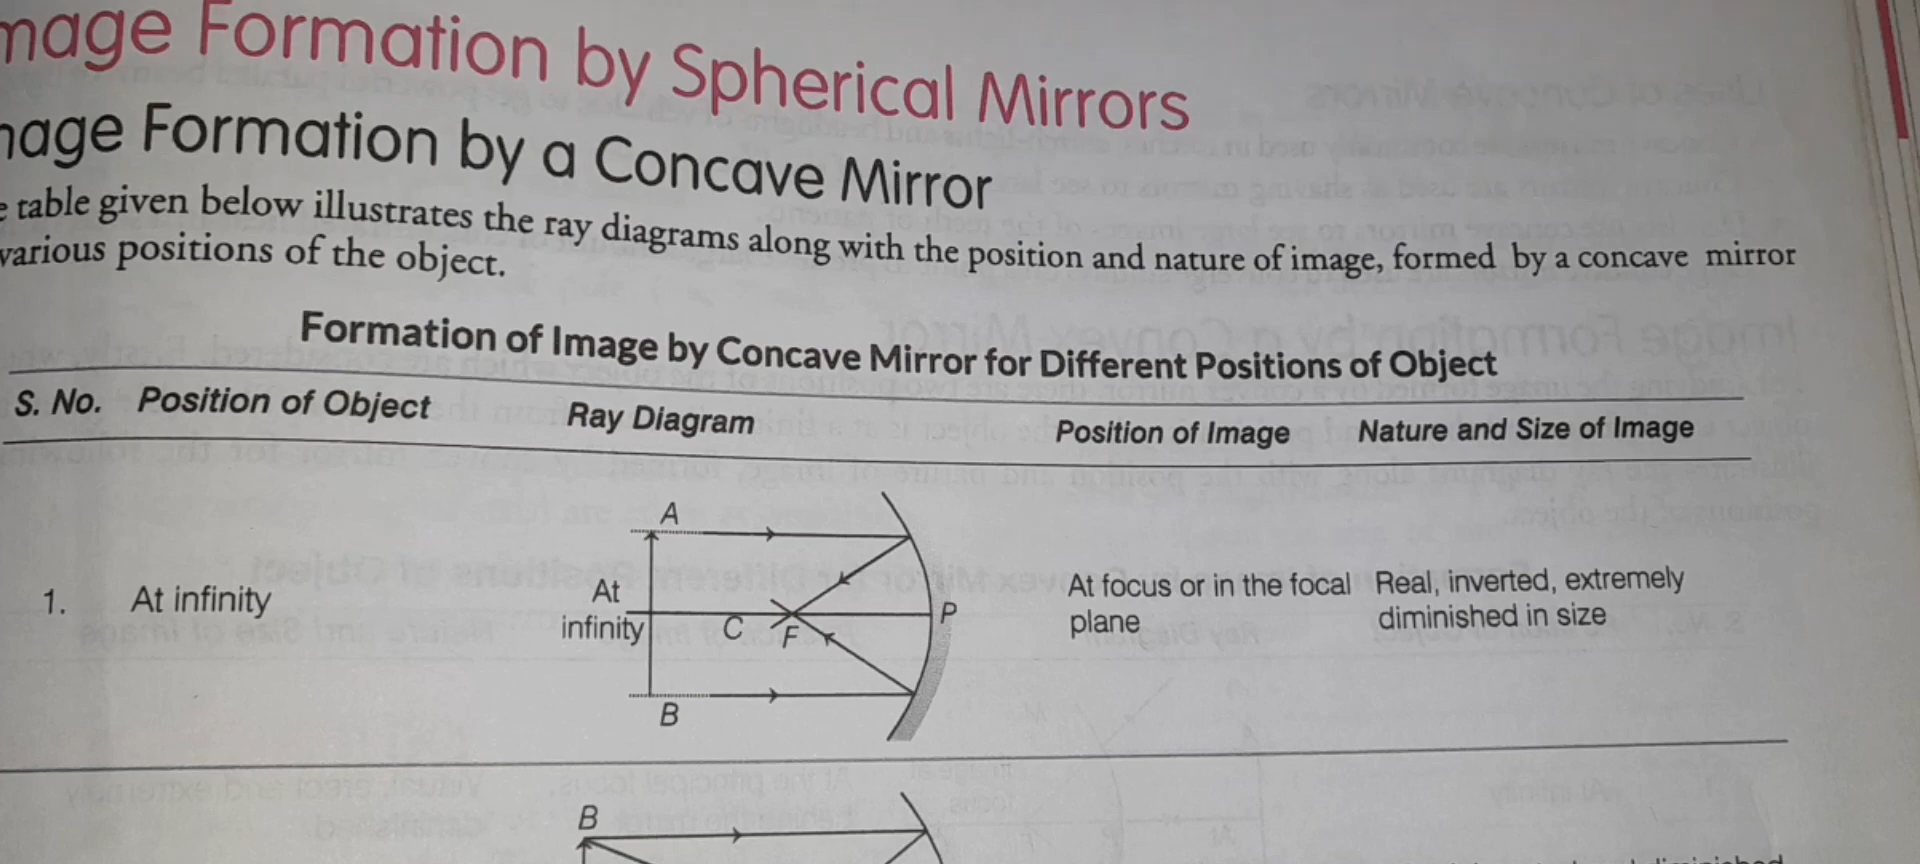 mage Formation by Spherical Mirrors
nage Formation by a Concave Mirror
e table given below illustrates the ray diagrams along with the position and nature of image, formed by a concave mirror
various positions of the object.
Formation of Image by Concave Mirror for Different Positions of Object
S. No. Position of Object Ray Diagram Position of Image Nature and Size of Image
A
1. At infinity At infinity C F P At focus or in the focal plane Real, inverted, extremely diminished in size
B
B